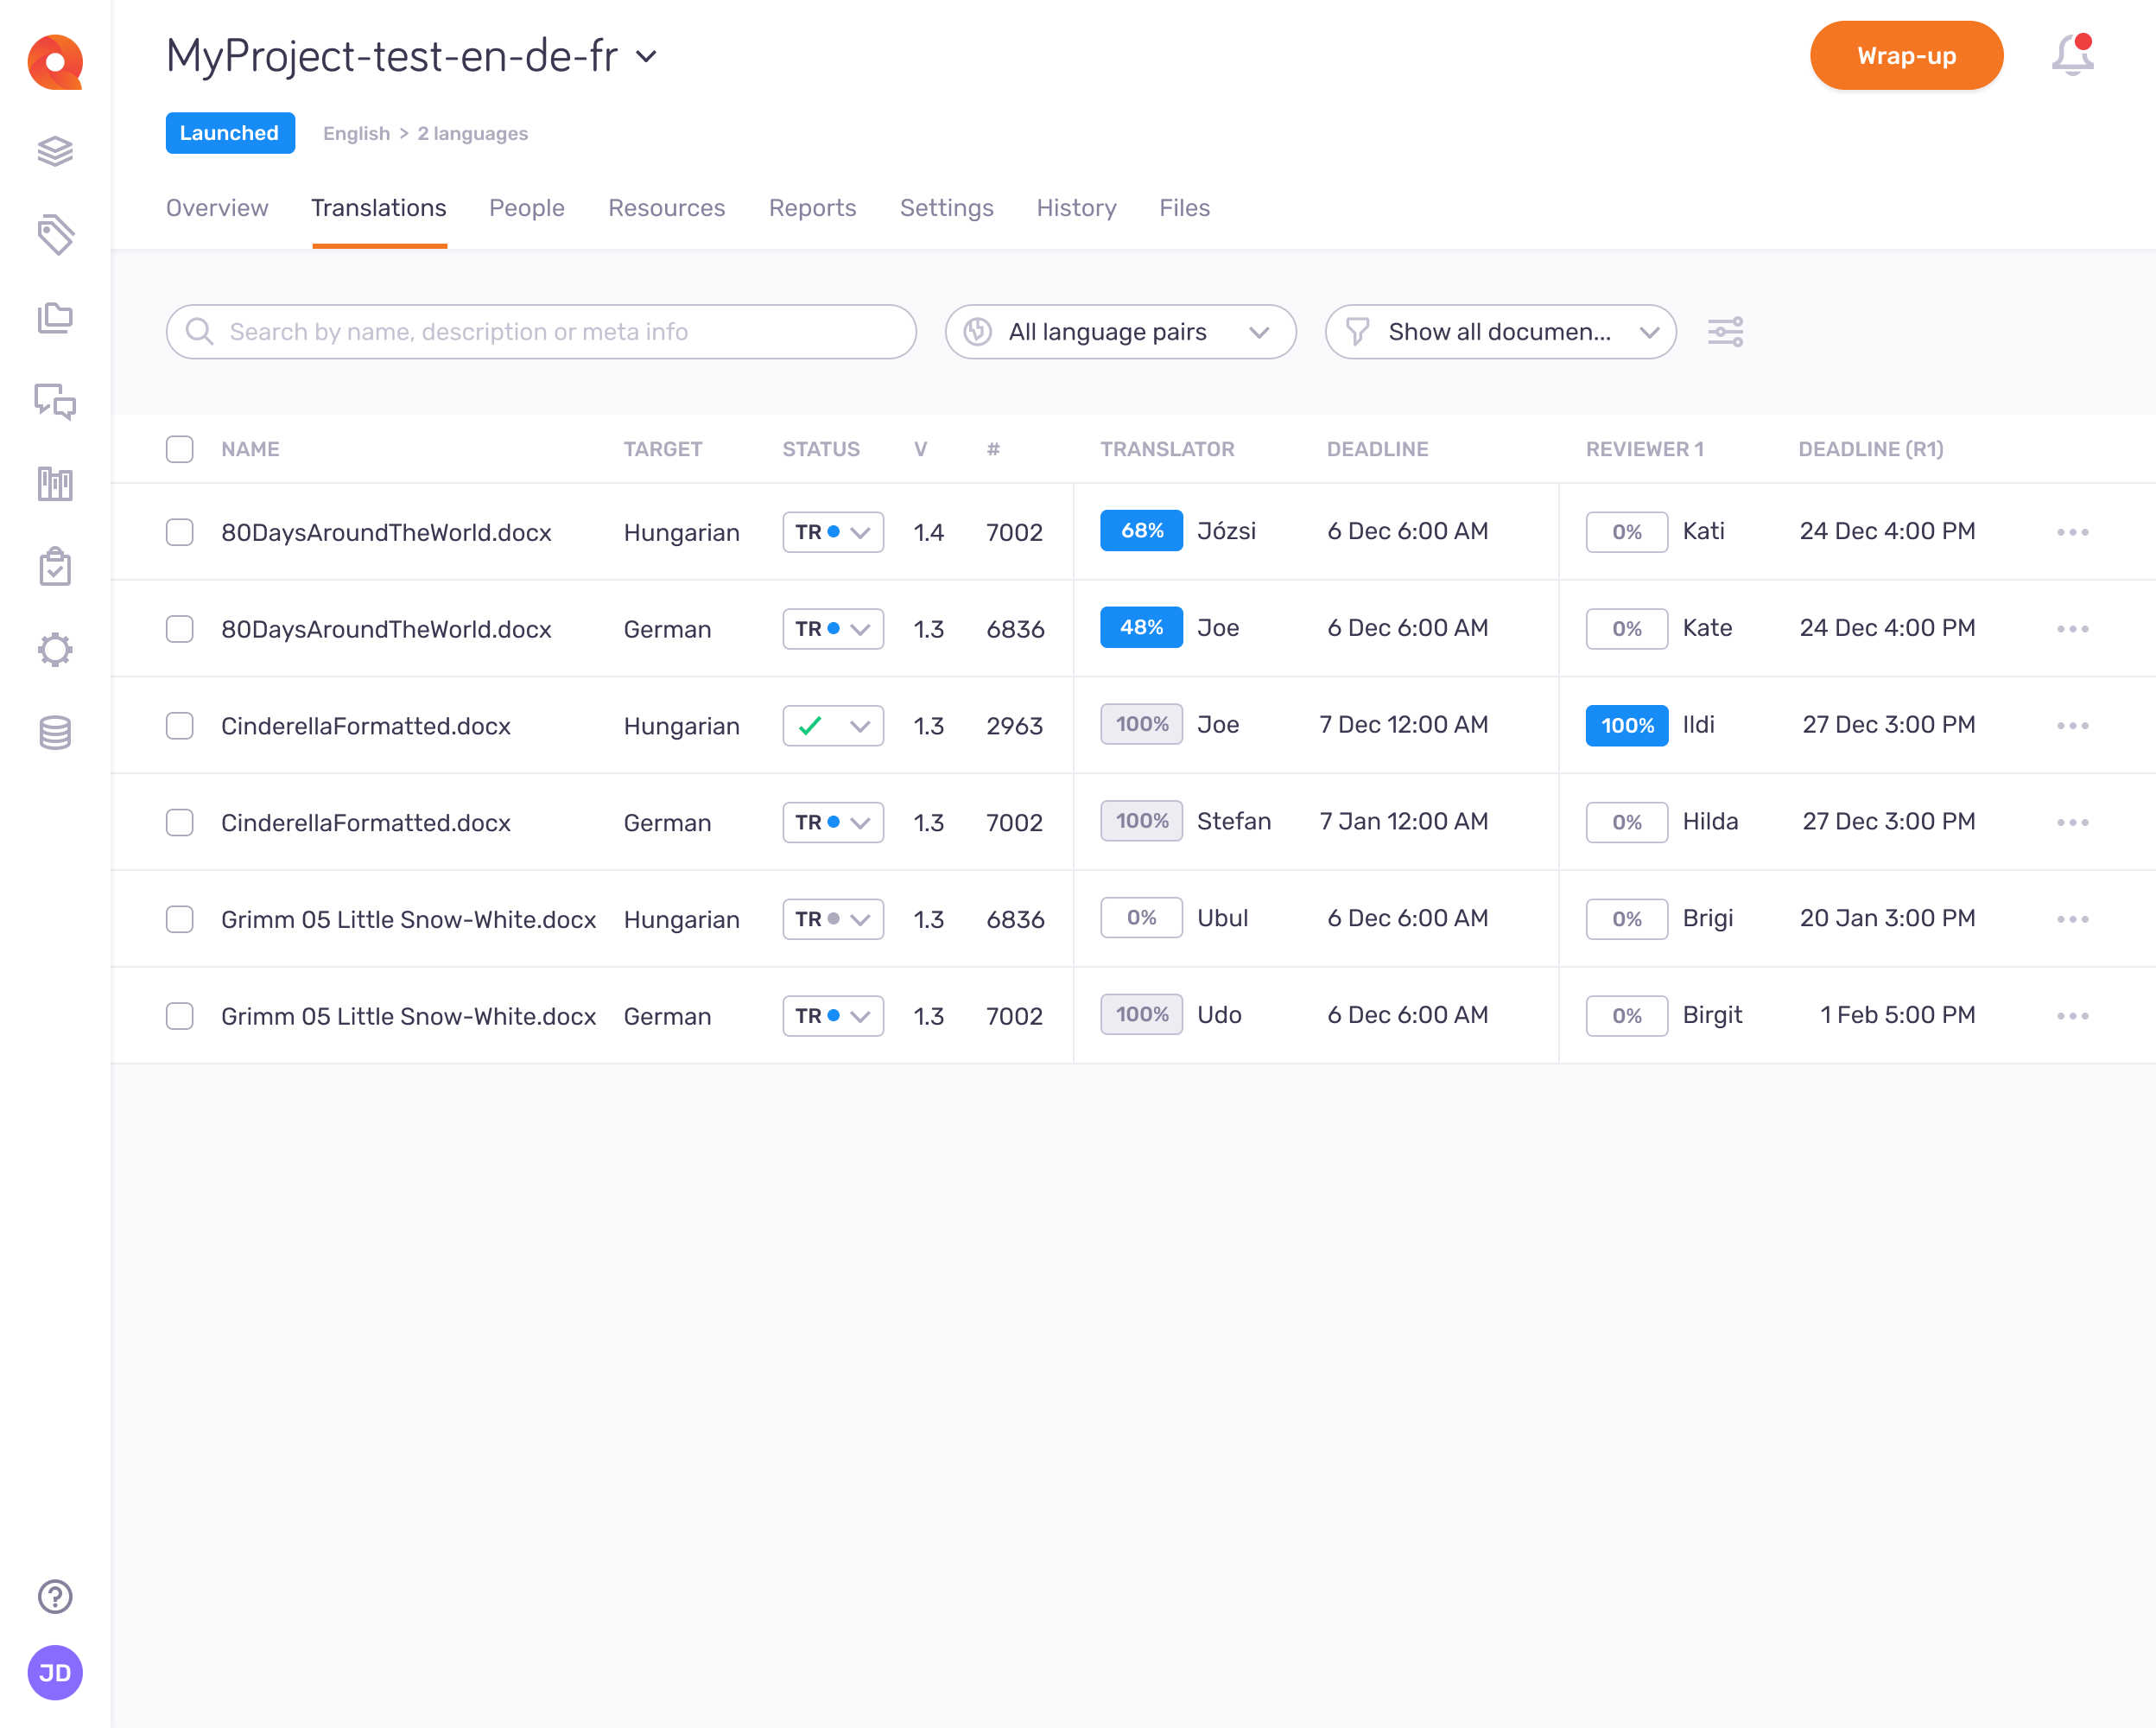 MyProject-test-en-de-fr
Wrap-up
Launched English > 2 languages
Overview Translations People Resources Reports Settings History Files
Search by name, description or meta info All language pairs Show all documen...
NAME TARGET STATUS V # TRANSLATOR DEADLINE REVIEWER 1 DEADLINE (R1)
80DaysAroundTheWorld.docx Hungarian TR 1.4 7002 68% Józsi 6 Dec 6:00 AM 0% Kati 24 Dec 4:00 PM
80DaysAroundTheWorld.docx German TR 1.3 6836 48% Joe 6 Dec 6:00 AM 0% Kate 24 Dec 4:00 PM
CinderellaFormatted.docx Hungarian 1.3 2963 100% Joe 7 Dec 12:00 AM 100% Ildi 27 Dec 3:00 PM
CinderellaFormatted.docx German TR 1.3 7002 100% Stefan 7 Jan 12:00 AM 0% Hilda 27 Dec 3:00 PM
Grimm 05 Little Snow-White.docx Hungarian TR 1.3 6836 0% Ubul 6 Dec 6:00 AM 0% Brigi 20 Jan 3:00 PM
Grimm 05 Little Snow-White.docx German TR 1.3 7002 100% Udo 6 Dec 6:00 AM 0% Birgit 1 Feb 5:00 PM
JD